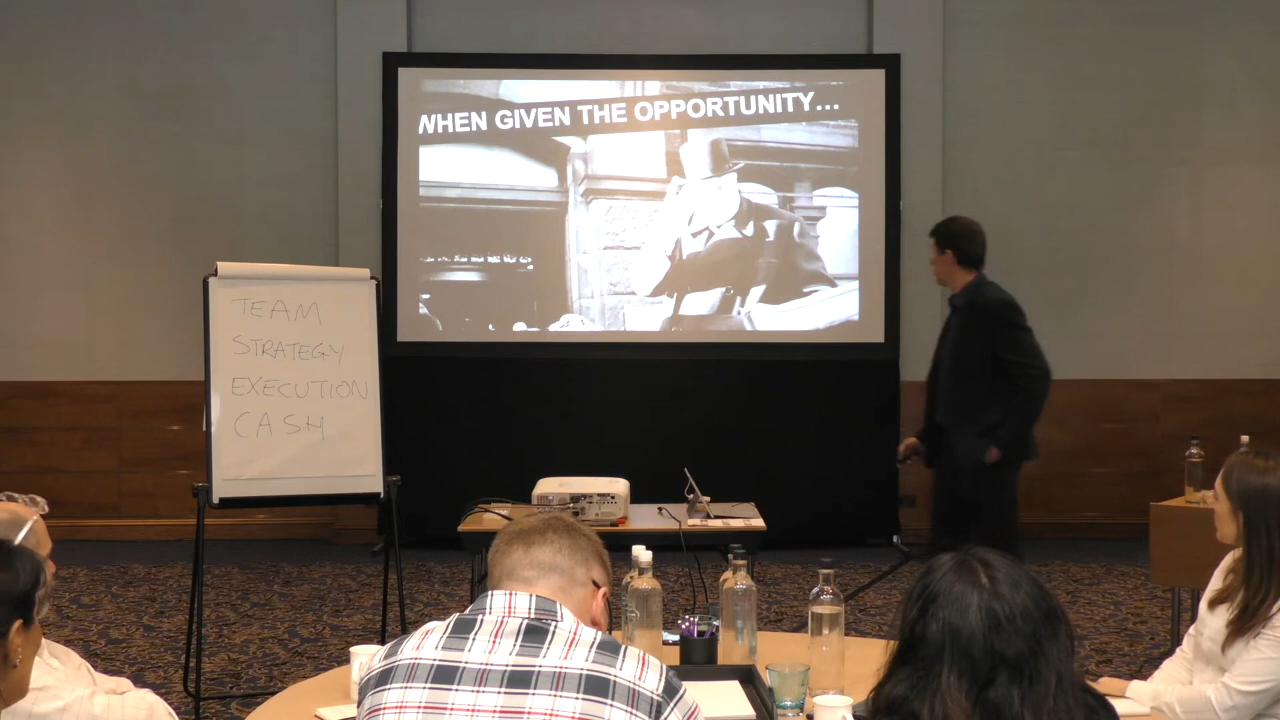 WHEN GIVEN THE OPPORTUNITY...
TEAM
STRATEGY
EXECUTION
CASH